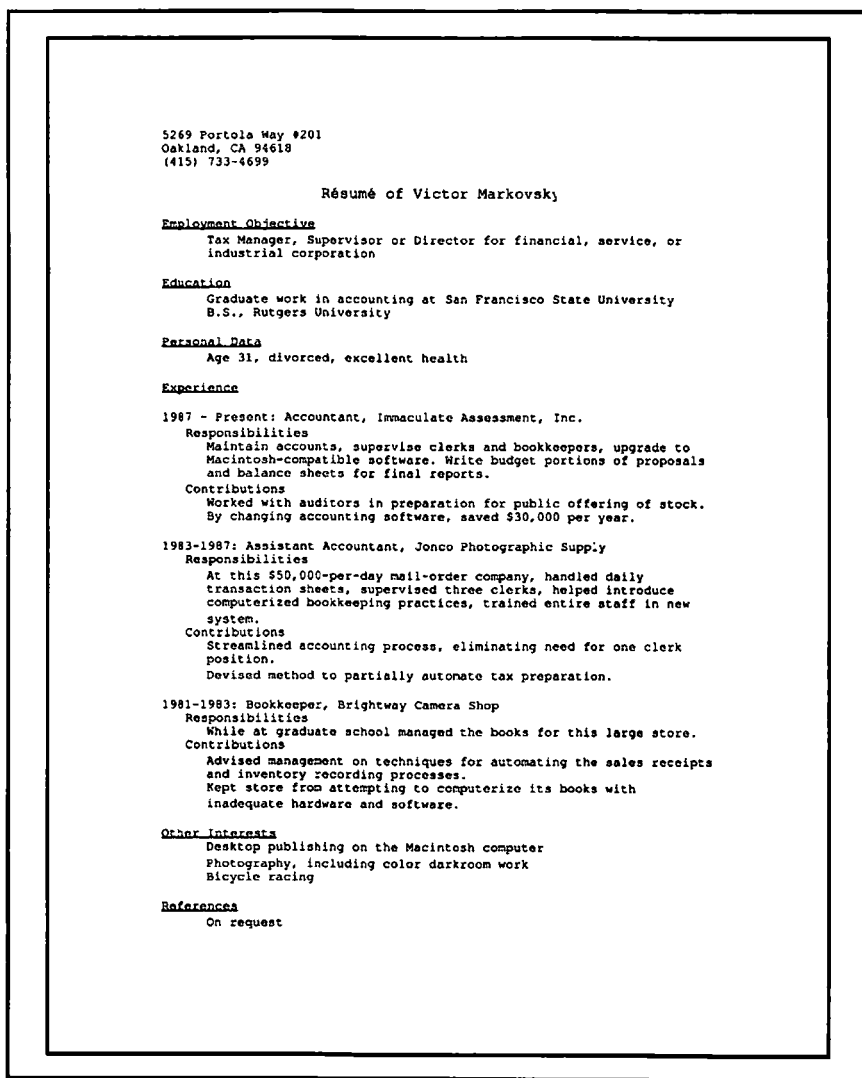 5269 Portola Way #201
Oakland, CA 94618
(415) 733-4699
Résumé of Victor Markovsky
Employment Objective
Tax Manager, Supervisor or Director for financial, service, or
industrial corporation
Education
Graduate work in accounting at San Francisco State University
B.S., Rutgers University
Personal Data
Age 31, divorced, excellent health
Experience
1987 - Present: Accountant, Immaculate Assessment, Inc.
Responsibilities
Maintain accounts, supervise clerks and bookkeepers, upgrade to
Macintosh-compatible software. Write budget portions of proposals
and balance sheets for final reports.
Contributions
Worked with auditors in preparation for public offering of stock.
By changing accounting software, saved $30,000 per year.
1983-1987: Assistant Accountant, Jonco Photographic Supply
Responsibilities
At this $50,000-per-day mail-order company, handled daily
transaction sheets, supervised three clerks, helped introduce
computerized bookkeeping practices, trained entire staff in new
system.
Contributions
Streamlined accounting process, eliminating need for one clerk
position.
Devised method to partially automate tax preparation.
1981-1983: Bookkeeper, Brightway Camera Shop
Responsibilities
While at graduate school managed the books for this large store.
Contributions
Advised management on techniques for automating the sales receipts
and inventory recording processes.
Kept store from attempting to computerize its books with
inadequate hardware and software.
Other Interests
Desktop publishing on the Macintosh computer
Photography, including color darkroom work
Bicycle racing
References
On request